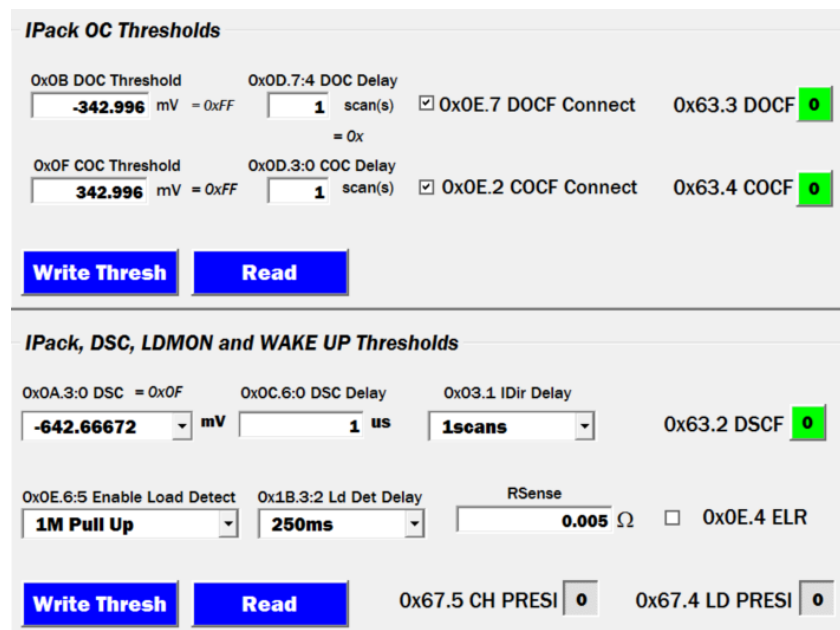 IPack OC Thresholds
0x0B DOC Threshold 0x0D.7:4 DOC Delay
-342.996 mV = 0xFF 1 scan(s) 0x0E.7 DOCF Connect 0x63.3 DOCF 0
= 0x
0x0F COC Threshold 0x0D.3:0 COC Delay
342.996 mV = 0xFF 1 scan(s) 0x0E.2 COCF Connect 0x63.4 COCF 0
Write Thresh Read
IPack, DSC, LDMON and WAKE UP Thresholds
0x0A.3:0 DSC = 0x0F 0x0C.6:0 DSC Delay 0x03.1 IDir Delay
-642.66672 mV 1 us 1scans 0x63.2 DSCF 0
0x0E.6:5 Enable Load Detect 0x1B.3:2 Ld Det Delay RSense
1M Pull Up 250ms 0.005 Ω 0x0E.4 ELR
Write Thresh Read 0x67.5 CH PRESI 0 0x67.4 LD PRESI 0